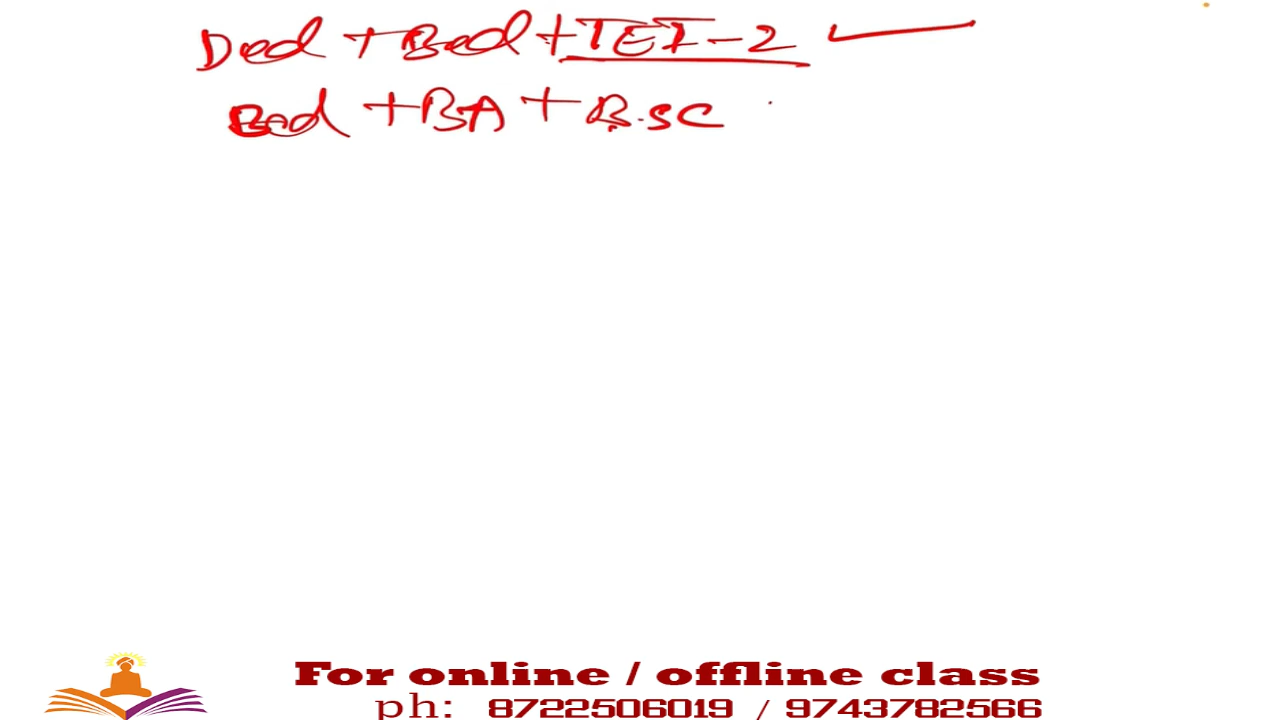 Ded + Bed + TET-2
Bed + BA + B.SC
For online / offline class
ph: 8722506019 / 9743782566